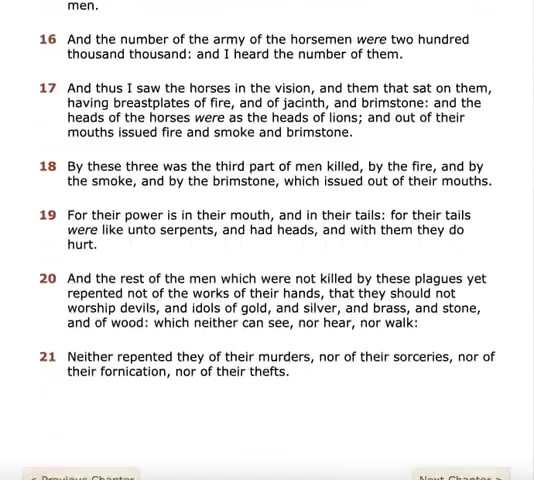 men.
16 And the number of the army of the horsemen were two hundred
thousand thousand: and I heard the number of them.
17 And thus I saw the horses in the vision, and them that sat on them,
having breastplates of fire, and of jacinth, and brimstone: and the
heads of the horses were as the heads of lions; and out of their
mouths issued fire and smoke and brimstone.
18 By these three was the third part of men killed, by the fire, and by
the smoke, and by the brimstone, which issued out of their mouths.
19 For their power is in their mouth, and in their tails: for their tails
were like unto serpents, and had heads, and with them they do
hurt.
20 And the rest of the men which were not killed by these plagues yet
repented not of the works of their hands, that they should not
worship devils, and idols of gold, and silver, and brass, and stone,
and of wood: which neither can see, nor hear, nor walk:
21 Neither repented they of their murders, nor of their sorceries, nor of
their fornication, nor of their thefts.
< Previous Chapter
Next Chapter >